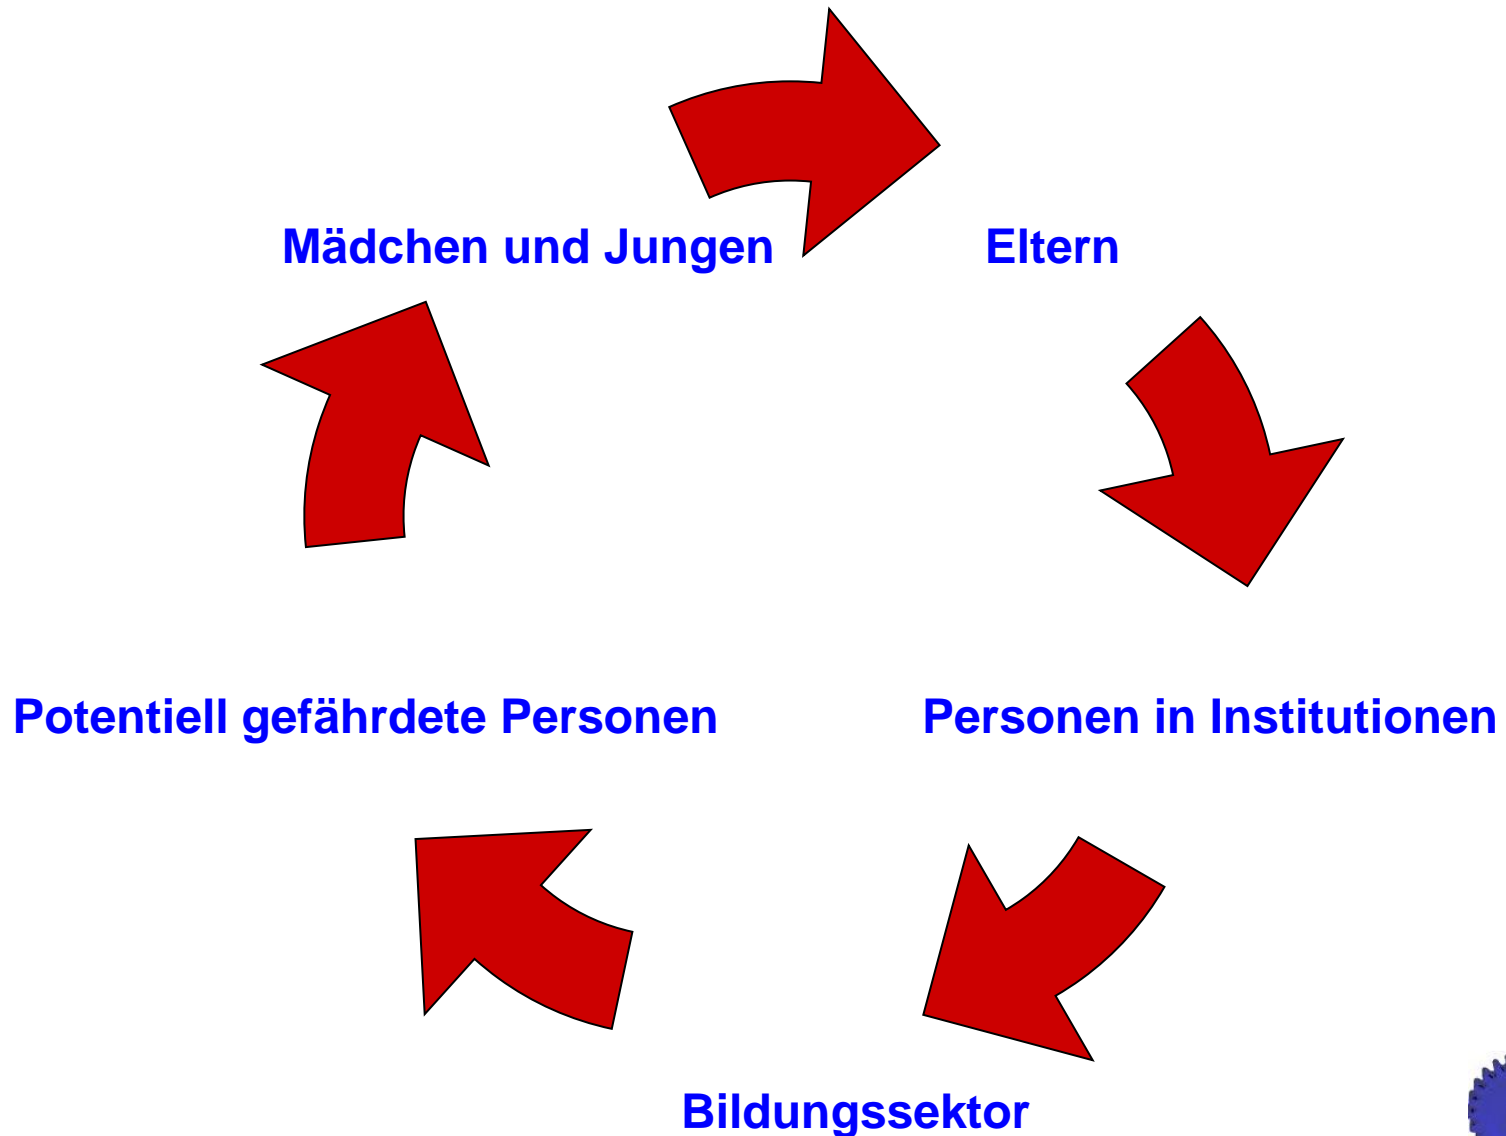 Mädchen und Jungen
Eltern
Potentiell gefährdete Personen
Personen in Institutionen
Bildungssektor